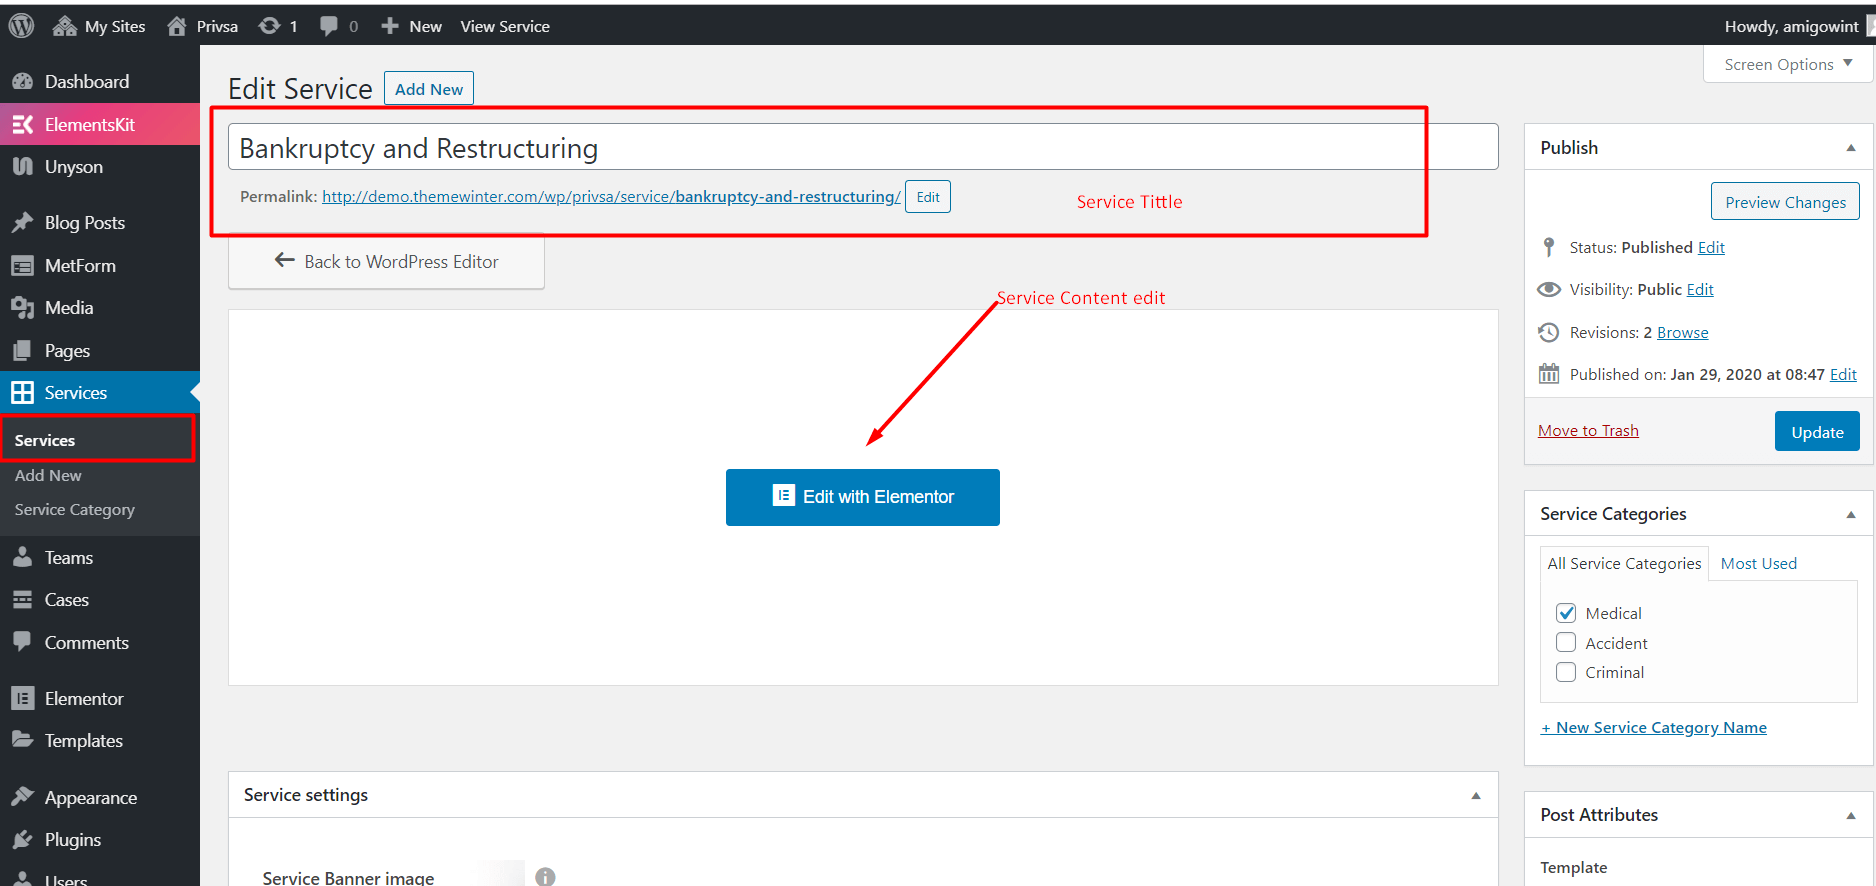 My Sites Privsa 1 0 New View Service Howdy, amigowint
Screen Options
Dashboard
ElementsKit
Unyson
Blog Posts
MetForm
Media
Pages
Services
Services
Add New
Service Category
Teams
Cases
Comments
Elementor
Templates
Appearance
Plugins
Users
Edit Service Add New
Bankruptcy and Restructuring
Permalink: http://demo.themewinter.com/wp/privsa/service/bankruptcy-and-restructuring/ Edit
Service Tittle
Back to WordPress Editor
Service Content edit
Edit with Elementor
Service settings
Service Banner image
Publish
Preview Changes
Status: Published Edit
Visibility: Public Edit
Revisions: 2 Browse
Published on: Jan 29, 2020 at 08:47 Edit
Move to Trash Update
Service Categories
All Service Categories Most Used
Medical
Accident
Criminal
+ New Service Category Name
Post Attributes
Template